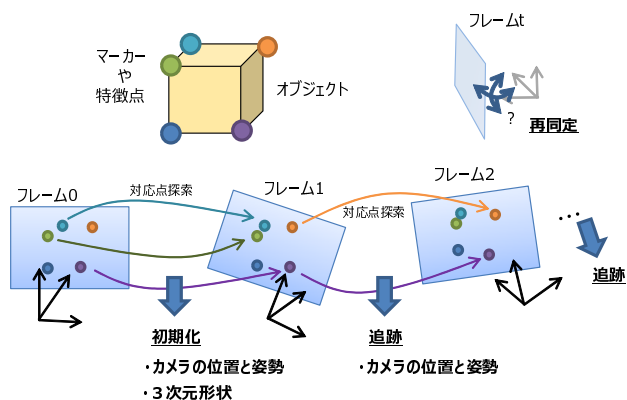 マーカー
や
特徴点
オブジェクト
フレームt
?
再同定
フレーム0
対応点探索
フレーム1
対応点探索
フレーム2
…
追跡
初期化
・カメラの位置と姿勢
・３次元形状
追跡
・カメラの位置と姿勢